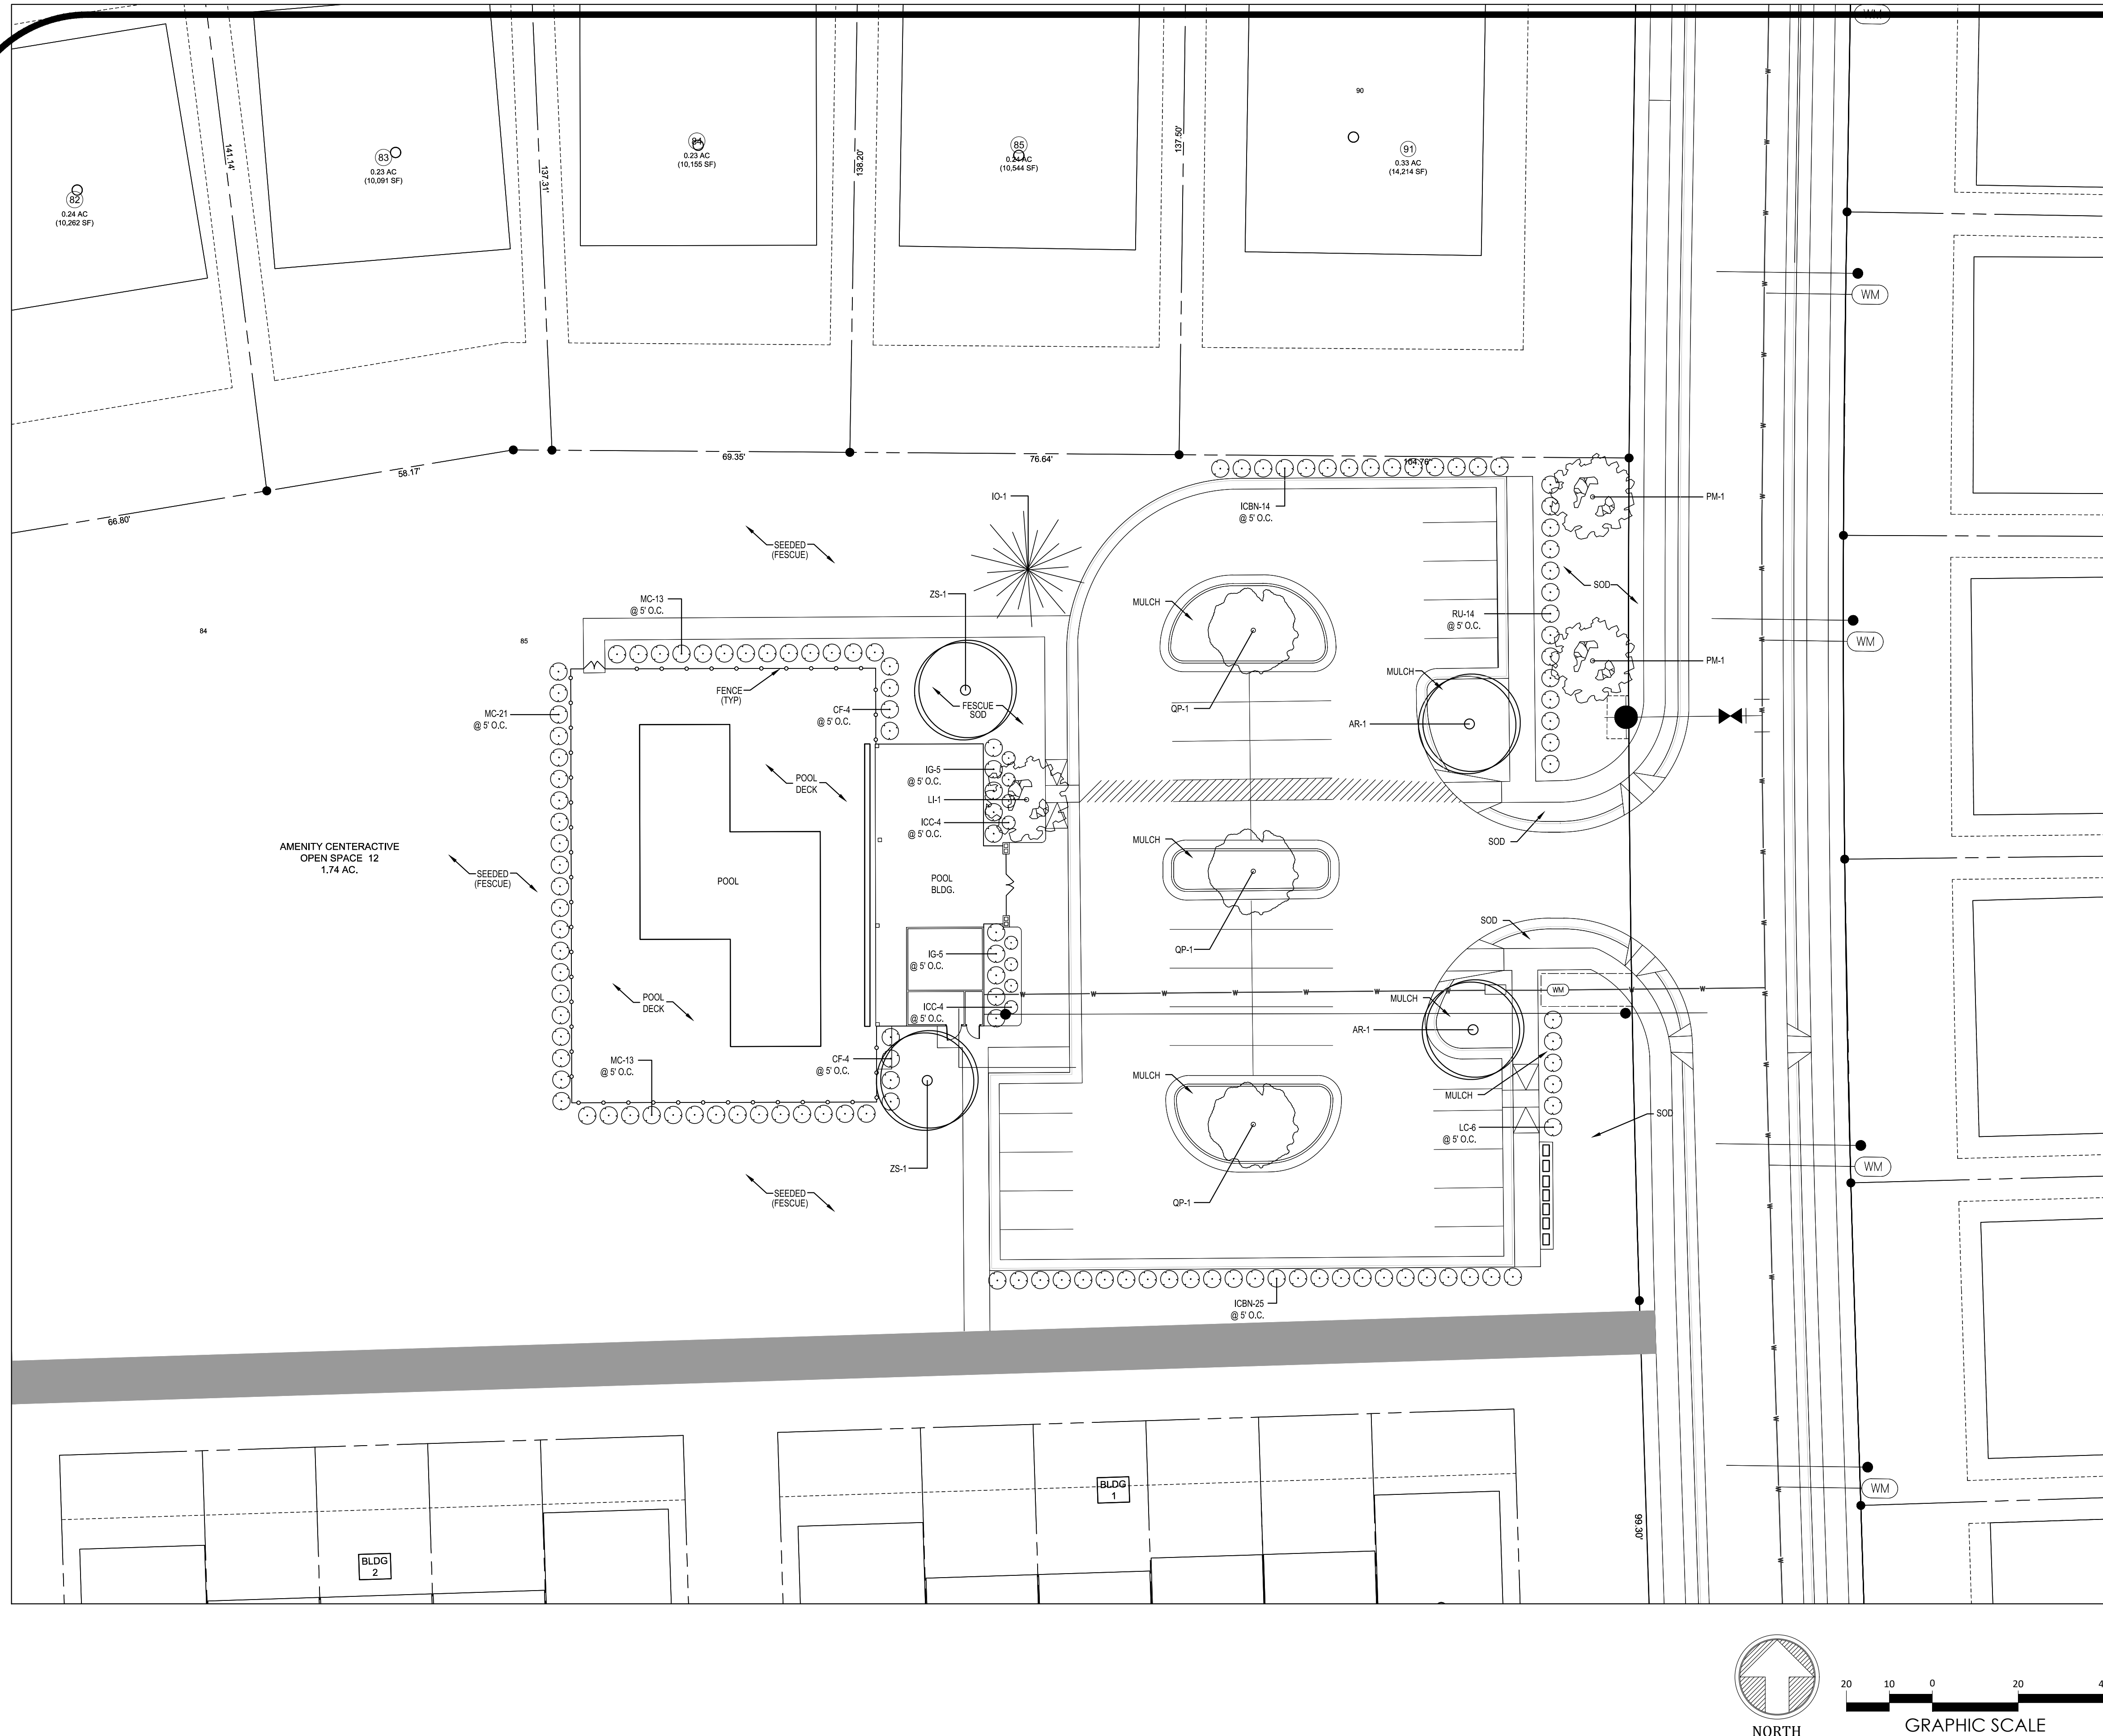 WM
90
141.14'
83
0.23 AC
(10,091 SF)
137.31'
84
0.23 AC
(10,155 SF)
138.20'
85
0.24 AC
(10,544 SF)
137.50'
91
0.33 AC
(14,214 SF)
82
0.24 AC
(10,262 SF)
WM
66.80'
58.17'
69.35'
76.64'
104.76'
IO-1
ICBN-14
@ 5' O.C.
PM-1
SEEDED
(FESCUE)
SOD
84
85
MC-13
@ 5' O.C.
ZS-1
MULCH
RU-14
@ 5' O.C.
WM
PM-1
MULCH
FENCE
(TYP)
CF-4
@ 5' O.C.
FESCUE
SOD
QP-1
MC-21
@ 5' O.C.
AR-1
POOL
DECK
IG-5
@ 5' O.C.
LI-1
ICC-4
@ 5' O.C.
MULCH
SOD
AMENITY CENTERACTIVE
OPEN SPACE 12
1.74 AC.
SEEDED
(FESCUE)
POOL
POOL
BLDG.
SOD
IG-5
@ 5' O.C.
QP-1
POOL
DECK
ICC-4
@ 5' O.C.
W W W W W W W W W
MULCH
WM
AR-1
MC-13
@ 5' O.C.
CF-4
@ 5' O.C.
MULCH
MULCH
SOD
LC-6
@ 5' O.C.
WM
ZS-1
SEEDED
(FESCUE)
QP-1
ICBN-25
@ 5' O.C.
BLDG
1
WM
99.30'
BLDG
2
NORTH
20 10 0 20
GRAPHIC SCALE